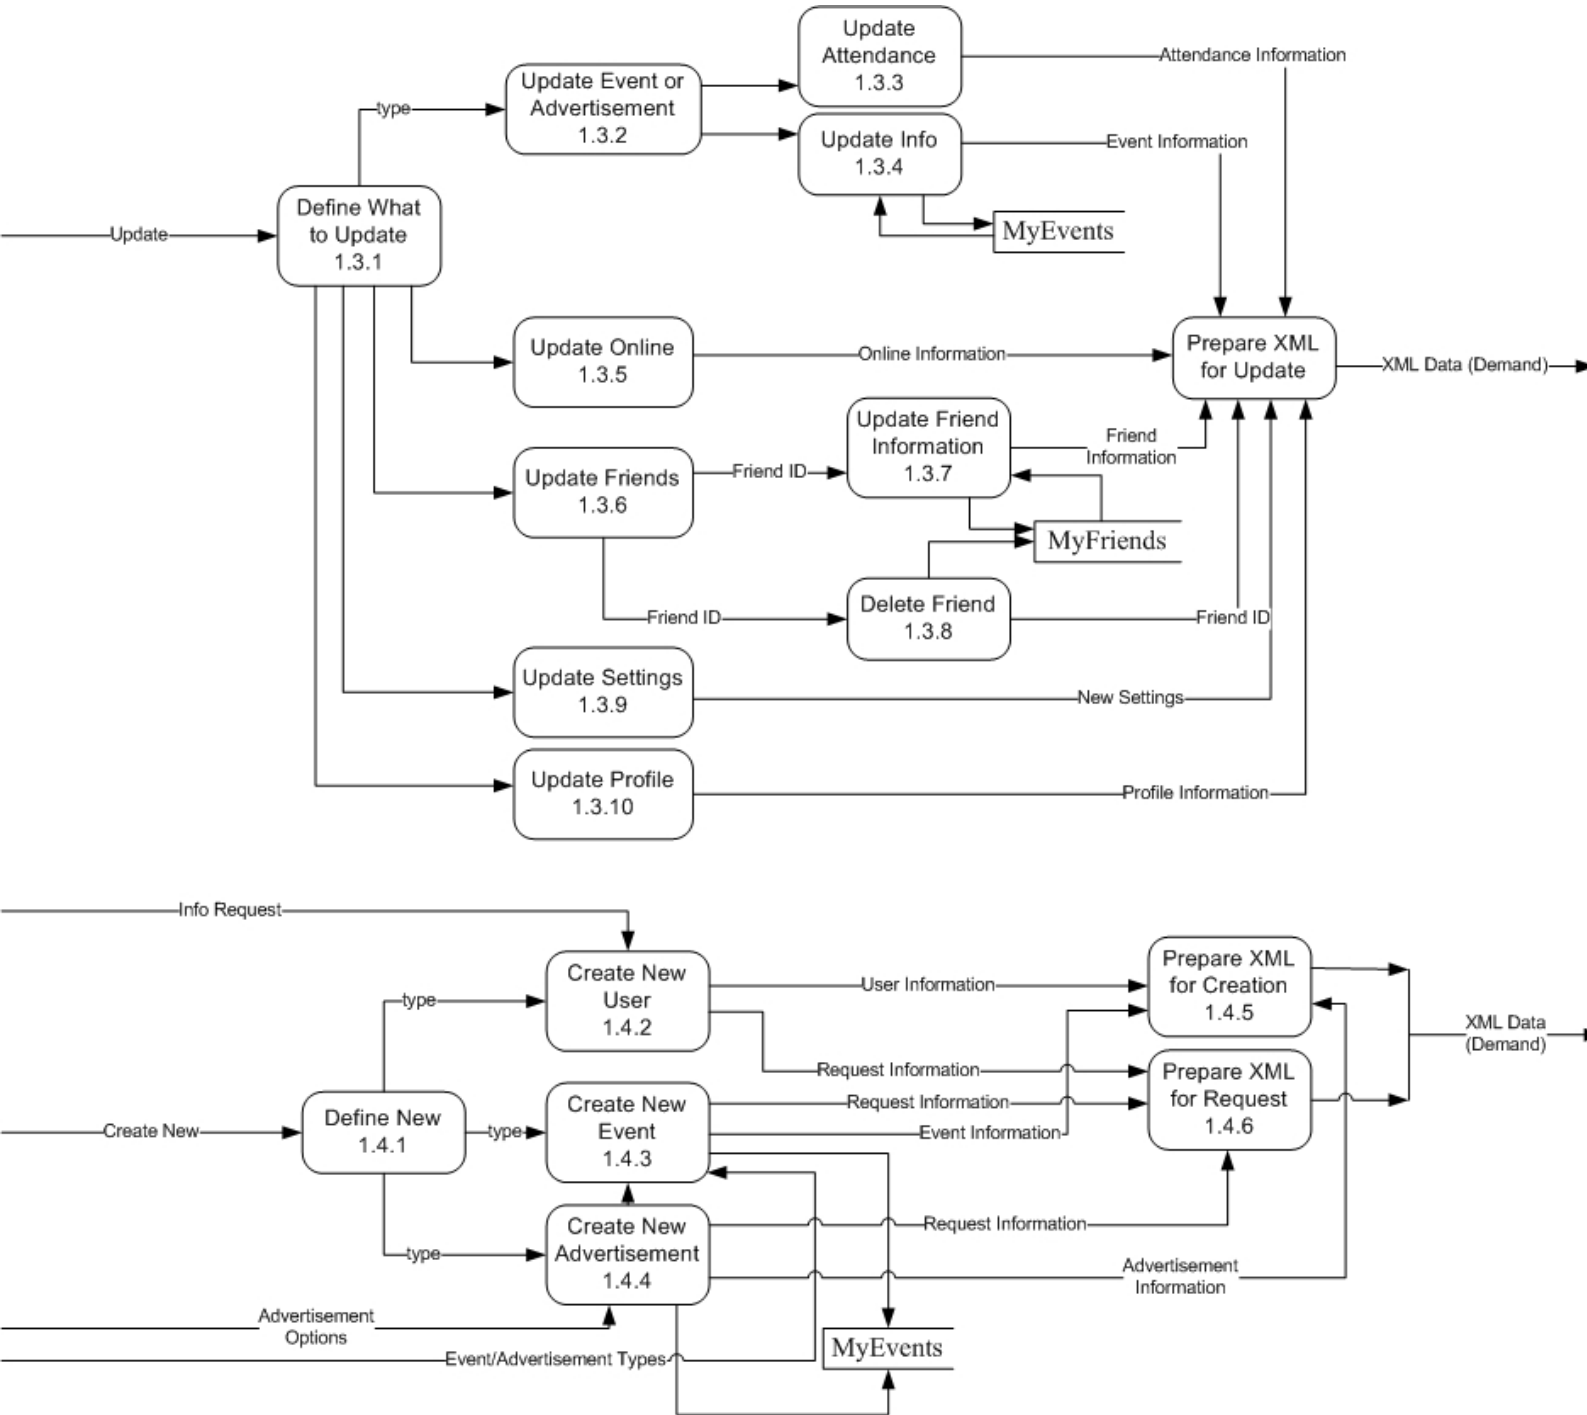 Update
Attendance
1.3.3
Attendance Information
Update Event or
Advertisement
1.3.2
type
Update Info
1.3.4
Event Information
Define What
to Update
1.3.1
Update
MyEvents
Update Online
1.3.5
Online Information
Prepare XML
for Update
XML Data (Demand)
Update Friend
Information
1.3.7
Friend
Information
Update Friends
1.3.6
Friend ID
MyFriends
Friend ID
Delete Friend
1.3.8
Friend ID
Update Settings
1.3.9
New Settings
Update Profile
1.3.10
Profile Information
Info Request
Create New
User
1.4.2
type
User Information
Prepare XML
for Creation
1.4.5
XML Data
(Demand)
Request Information
Prepare XML
for Request
1.4.6
Create New
Define New
1.4.1
type
Create New
Event
1.4.3
Request Information
Event Information
type
Create New
Advertisement
1.4.4
Request Information
Advertisement
Information
Advertisement
Options
Event/Advertisement Types
MyEvents